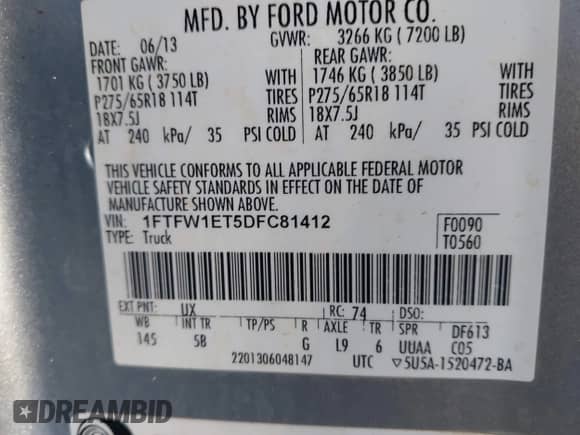 MFD. BY FORD MOTOR CO.
DATE: 06/13 GVWR: 3266 KG ( 7200 LB)
FRONT GAWR: REAR GAWR:
1701 KG ( 3750 LB) WITH 1746 KG ( 3850 LB) WITH
P275/65R18 114T TIRES P275/65R18 114T TIRES
18X7.5J RIMS 18X7.5J RIMS
AT 240 kPa/ 35 PSI COLD AT 240 kPa/ 35 PSI COLD
THIS VEHICLE CONFORMS TO ALL APPLICABLE FEDERAL MOTOR
VEHICLE SAFETY STANDARDS IN EFFECT ON THE DATE OF
MANUFACTURE SHOWN ABOVE.
VIN: 1FTFW1ET5DFC81412 F0090
TYPE: Truck T0560
EXT PNT: UX RC: 74 DSO:
WB INT TR TP/PS R AXLE TR SPR DF613
145 5B G L9 6 UUAA C05
2201306048147 UTC ▽5U5A-1520472-BA
DREAMBID